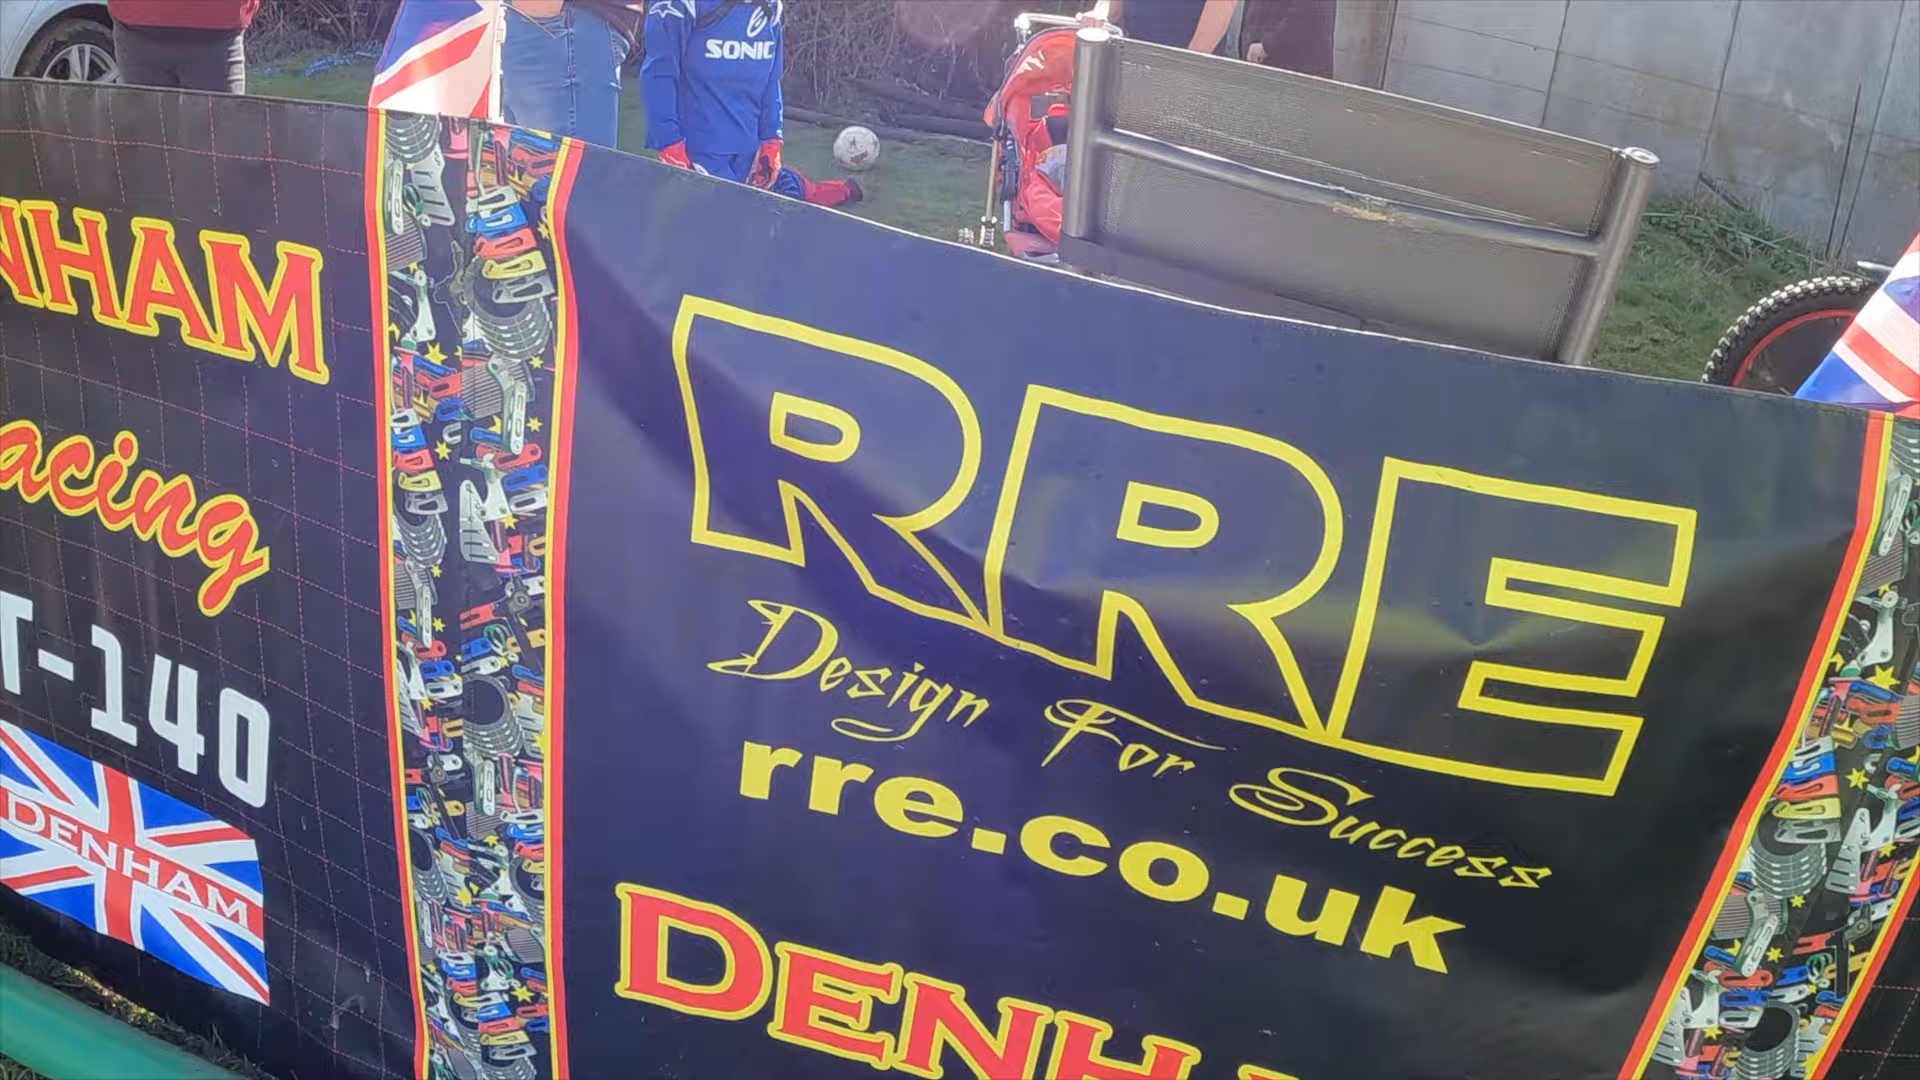 SONIC
NHAM
acing
T-140
DENHAM
RRE
Design For Success
rre.co.uk
DENH